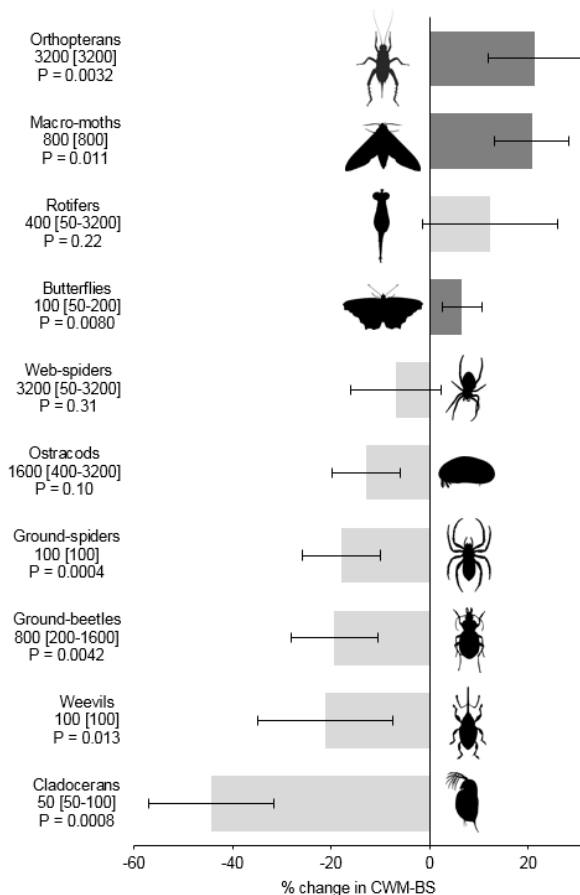 Orthopterans
3200 [3200]
P = 0.0032
Macro-moths
800 [800]
P = 0.011
Rotifers
400 [50-3200]
P = 0.22
Butterflies
100 [50-200]
P = 0.0080
Web-spiders
3200 [50-3200]
P = 0.31
Ostracods
1600 [400-3200]
P = 0.10
Ground-spiders
100 [100]
P = 0.0004
Ground-beetles
800 [200-1600]
P = 0.0042
Weevils
100 [100]
P = 0.013
Cladocerans
50 [50-100]
P = 0.0008
-60 -40 -20 0 20
% change in CWM-BS